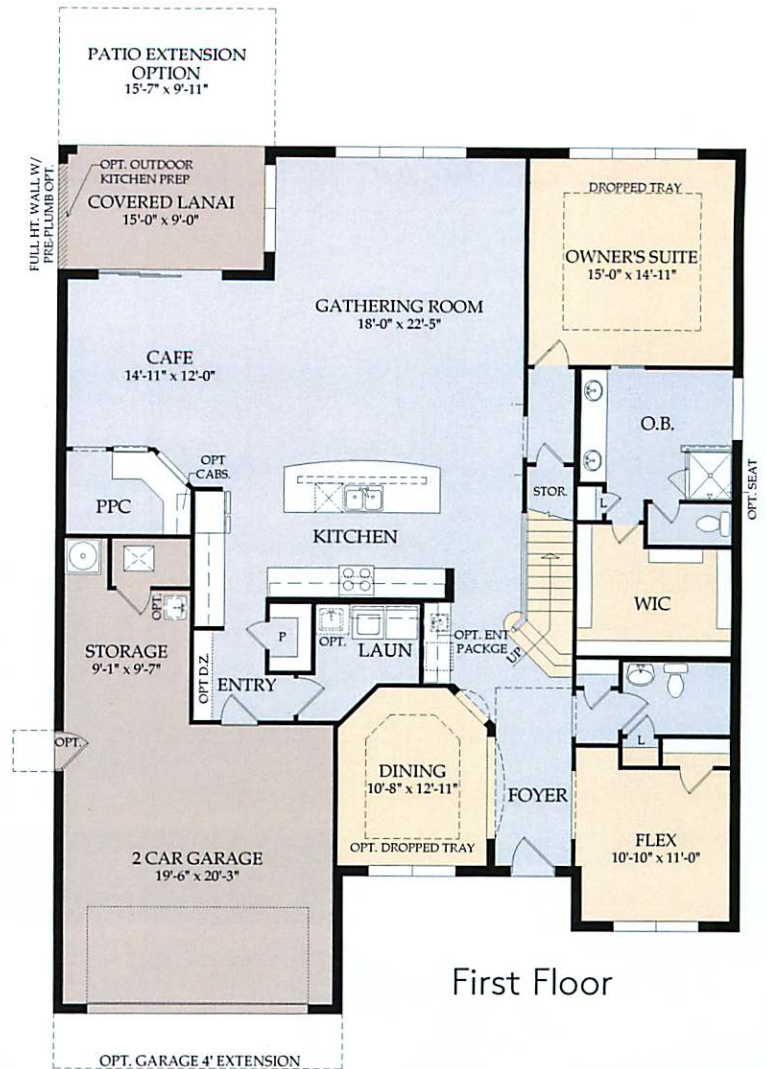 PATIO EXTENSION
OPTION
15'-7" x 9'-11"
FULL HT. WALL W/
PRE-PLUMB OPT.
OPT. OUTDOOR
KITCHEN PREP
COVERED LANAI
15'-0" x 9'-0"
DROPPED TRAY
OWNER'S SUITE
15'-0" x 14'-11"
GATHERING ROOM
18'-0" x 22'-5"
CAFE
14'-11" x 12'-0"
O.B.
OPT
CABS.
OPT. SEAT
PPC
STOR.
L
KITCHEN
WIC
OPT.
STORAGE
9'-1" x 9'-7"
P
OPT.
LAUN
OPT. ENT
PACKGE
UP
OPT D.Z.
ENTRY
OPT.
L
DINING
10'-8" x 12'-11"
OPT. DROPPED TRAY
FOYER
FLEX
10'-10" x 11'-0"
2 CAR GARAGE
19'-6" x 20'-3"
First Floor
OPT. GARAGE 4' EXTENSION